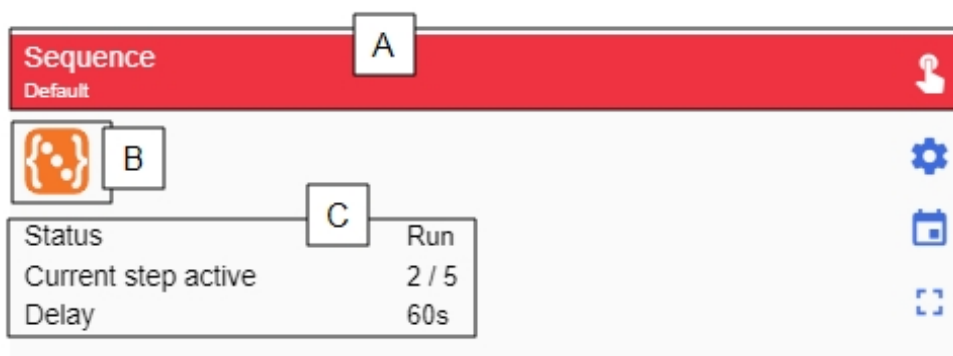 A
Sequence
Default
B
C
Status Run
Current step active 2 / 5
Delay 60s